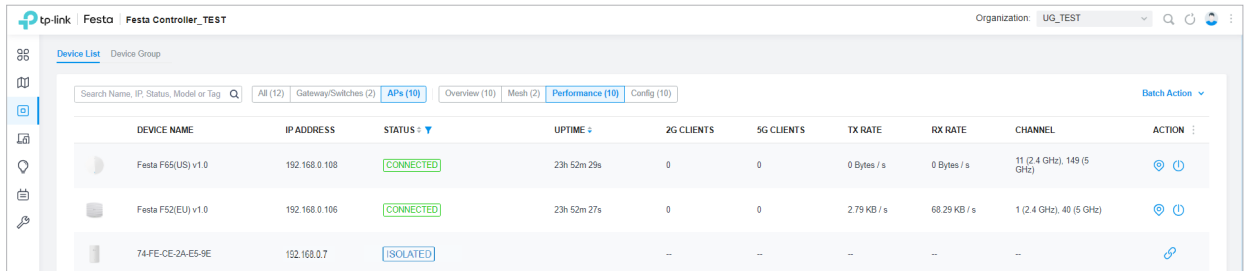 tp-link Festa Festa Controller_TEST Organization: UG_TEST
Device List Device Group
Search Name, IP, Status, Model or Tag All (12) Gateway/Switches (2) APs (10) Overview (10) Mesh (2) Performance (10) Config (10) Batch Action
DEVICE NAME IP ADDRESS STATUS UPTIME 2G CLIENTS 5G CLIENTS TX RATE RX RATE CHANNEL ACTION
Festa F65(US) v1.0 192.168.0.108 CONNECTED 23h 52m 29s 0 0 0 Bytes / s 0 Bytes / s 11 (2.4 GHz), 149 (5
GHz)
Festa F52(EU) v1.0 192.168.0.106 CONNECTED 23h 52m 27s 0 0 2.79 KB / s 68.29 KB / s 1 (2.4 GHz), 40 (5 GHz)
74-FE-CE-2A-E5-9E 192.168.0.7 ISOLATED -- -- -- -- --